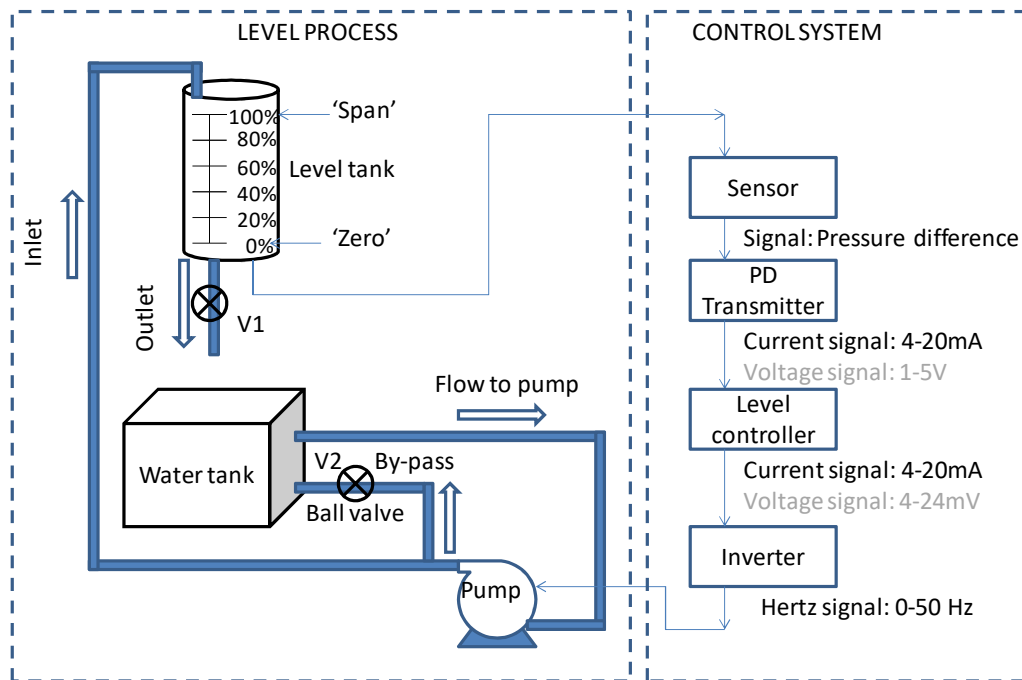 LEVEL PROCESS
CONTROL SYSTEM
100%
80%
60%
40%
20%
0%
'Span'
Level tank
'Zero'
Inlet
Outlet
V1
Flow to pump
Water tank
V2
By-pass
Ball valve
Pump
Sensor
Signal: Pressure difference
PD
Transmitter
Current signal: 4-20mA
Voltage signal: 1-5V
Level
controller
Current signal: 4-20mA
Voltage signal: 4-24mV
Inverter
Hertz signal: 0-50 Hz